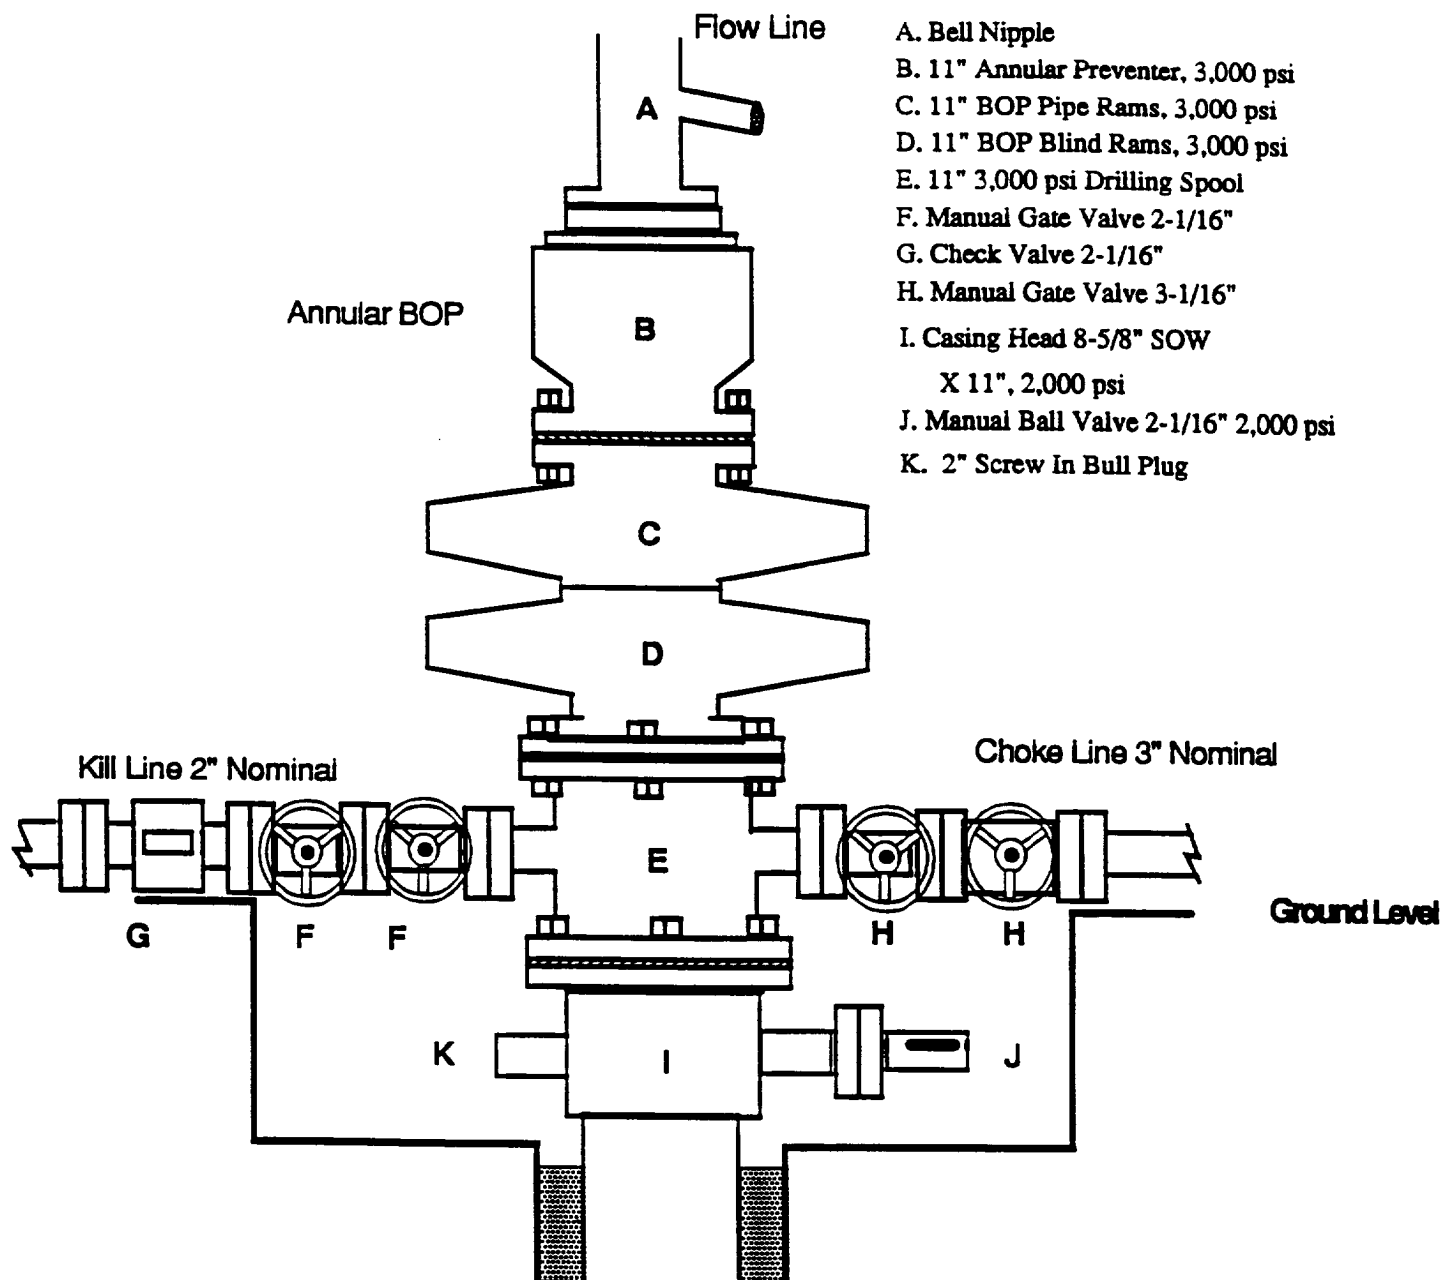 Flow Line
A. Bell Nipple
B. 11" Annular Preventer, 3,000 psi
C. 11" BOP Pipe Rams, 3,000 psi
D. 11" BOP Blind Rams, 3,000 psi
E. 11" 3,000 psi Drilling Spool
F. Manual Gate Valve 2-1/16"
G. Check Valve 2-1/16"
H. Manual Gate Valve 3-1/16"
I. Casing Head 8-5/8" SOW
X 11", 2,000 psi
J. Manual Ball Valve 2-1/16" 2,000 psi
K. 2" Screw In Bull Plug
A
Annular BOP
B
C
D
Kill Line 2" Nominal
Choke Line 3" Nominal
E
G
F
F
H
H
Ground Level
K
I
J